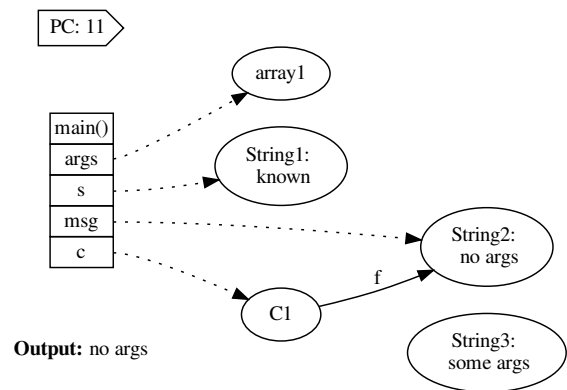 PC: 11
array1
main()
args
s
msg
c
String1:
known
String2:
no args
f
C1
String3:
some args
Output: no args